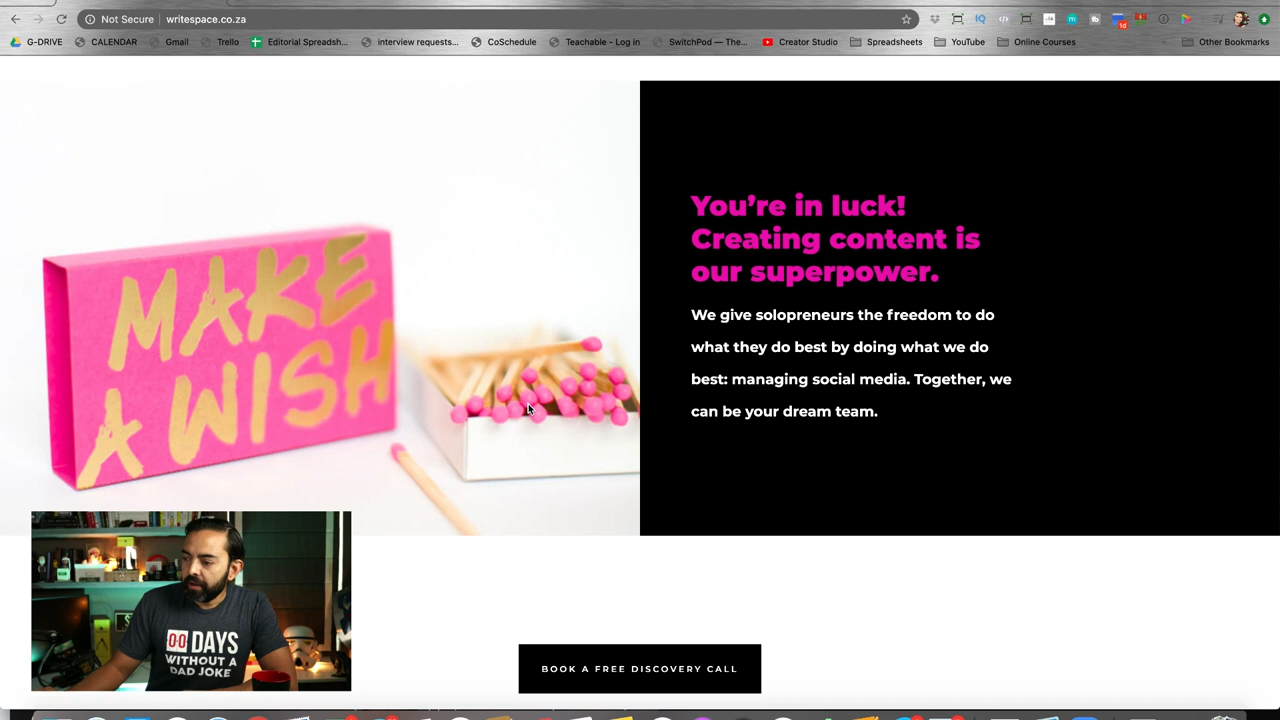 Not Secure
writespace.co.za
G-DRIVE
CALENDAR
Gmail
Trello
Editorial Spreadsh...
interview requests...
CoSchedule
Teachable - Log in
SwitchPod — The...
Creator Studio
Spreadsheets
YouTube
Online Courses
Other Bookmarks
MAKE
A WISH
You're in luck!
Creating content is
our superpower.
We give solopreneurs the freedom to do
what they do best by doing what we do
best: managing social media. Together, we
can be your dream team.
00 DAYS
WITHOUT A
DAD JOKE
BOOK A FREE DISCOVERY CALL